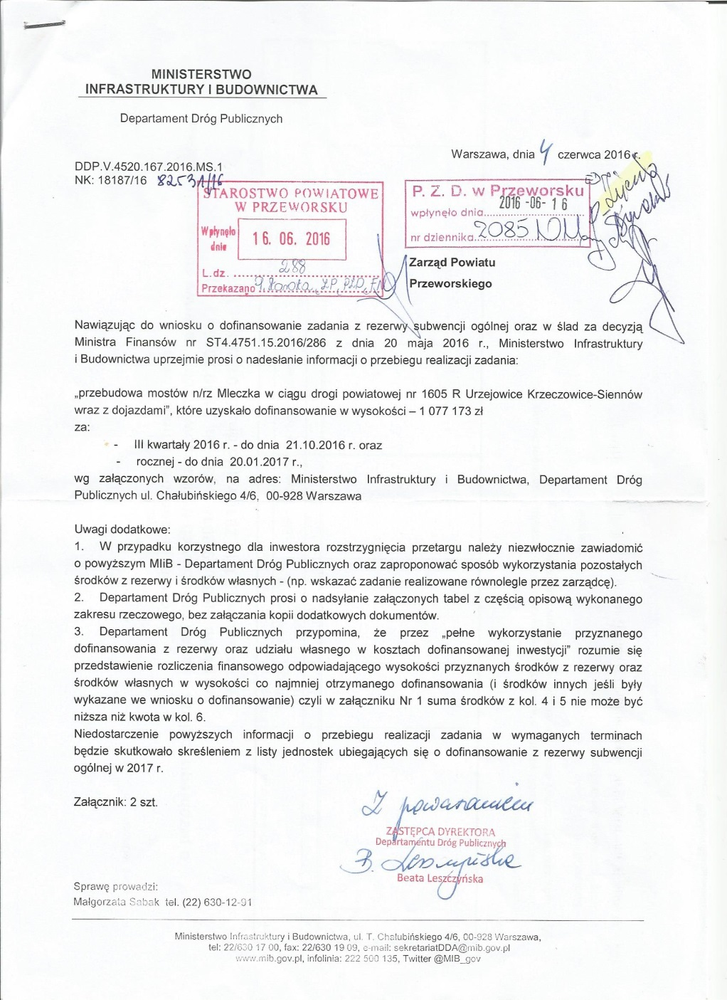 MINISTERSTWO
INFRASTRUKTURY I BUDOWNICTWA
Departament Dróg Publicznych
Warszawa, dnia 4 czerwca 2016 r.
DDP.V.4520.167.2016.MS.1
NK: 18187/16 82531/16
STAROSTWO POWIATOWE
W PRZEWORSKU
Wpłynęło
dnia
16. 06. 2016
L.dz. 288
Przekazano
P. Z. D. w Przeworsku
wpłynęło dnia 2016 -06- 16
nr dziennika 2085
Zarząd Powiatu
Przeworskiego
Nawiązując do wniosku o dofinansowanie zadania z rezerwy subwencji ogólnej oraz w ślad za decyzją
Ministra Finansów nr ST4.4751.15.2016/286 z dnia 20 maja 2016 r., Ministerstwo Infrastruktury
i Budownictwa uprzejmie prosi o nadesłanie informacji o przebiegu realizacji zadania:
„przebudowa mostów n/rz Mleczka w ciągu drogi powiatowej nr 1605 R Urzejowice Krzeczowice-Siennów
wraz z dojazdami”, które uzyskało dofinansowanie w wysokości – 1 077 173 zł
za:
- III kwartały 2016 r. - do dnia 21.10.2016 r. oraz
- rocznej - do dnia 20.01.2017 r.,
wg załączonych wzorów, na adres: Ministerstwo Infrastruktury i Budownictwa, Departament Dróg
Publicznych ul. Chałubińskiego 4/6, 00-928 Warszawa
Uwagi dodatkowe:
1. W przypadku korzystnego dla inwestora rozstrzygnięcia przetargu należy niezwłocznie zawiadomić
o powyższym MIiB - Departament Dróg Publicznych oraz zaproponować sposób wykorzystania pozostałych
środków z rezerwy i środków własnych - (np. wskazać zadanie realizowane równolegle przez zarządcę).
2. Departament Dróg Publicznych prosi o nadsyłanie załączonych tabel z częścią opisową wykonanego
zakresu rzeczowego, bez załączania kopii dodatkowych dokumentów.
3. Departament Dróg Publicznych przypomina, że przez „pełne wykorzystanie przyznanego
dofinansowania z rezerwy oraz udziału własnego w kosztach dofinansowanej inwestycji” rozumie się
przedstawienie rozliczenia finansowego odpowiadającego wysokości przyznanych środków z rezerwy oraz
środków własnych w wysokości co najmniej otrzymanego dofinansowania (i środków innych jeśli były
wykazane we wniosku o dofinansowanie) czyli w załączniku Nr 1 suma środków z kol. 4 i 5 nie może być
niższa niż kwota w kol. 6.
Niedostarczenie powyższych informacji o przebiegu realizacji zadania w wymaganych terminach
będzie skutkowało skreśleniem z listy jednostek ubiegających się o dofinansowanie z rezerwy subwencji
ogólnej w 2017 r.
Załącznik: 2 szt.
Z poważaniem
ZASTĘPCA DYREKTORA
Departamentu Dróg Publicznych
B. Leszczyńska
Beata Leszczyńska
Sprawę prowadzi:
Małgorzata Sabak tel. (22) 630-12-91
Ministerstwo Infrastruktury i Budownictwa, ul. T. Chałubińskiego 4/6, 00-928 Warszawa,
tel: 22/630 17 00, fax: 22/630 19 09, e-mail: sekretariatDDA@mib.gov.pl
www.mib.gov.pl, infolinia: 222 500 135, Twitter @MIB_gov